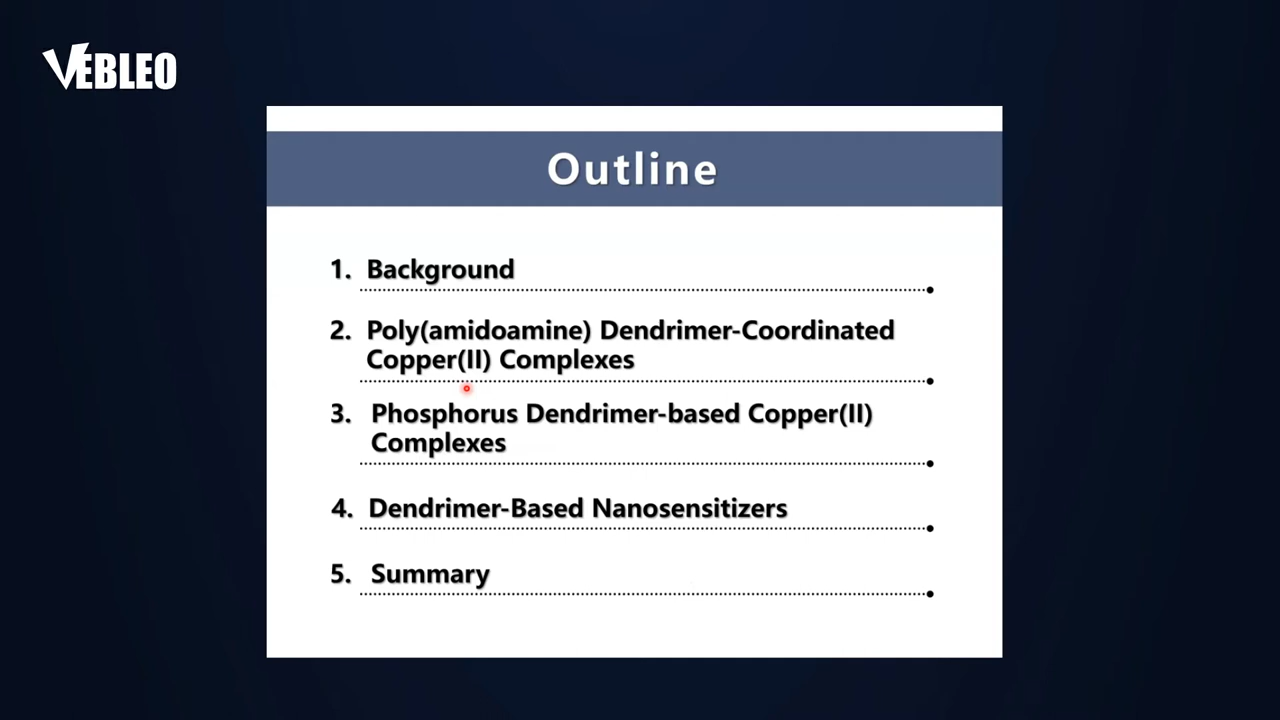 VEBLEO
Outline
1. Background
2. Poly(amidoamine) Dendrimer-Coordinated
Copper(II) Complexes
3. Phosphorus Dendrimer-based Copper(II)
Complexes
4. Dendrimer-Based Nanosensitizers
5. Summary